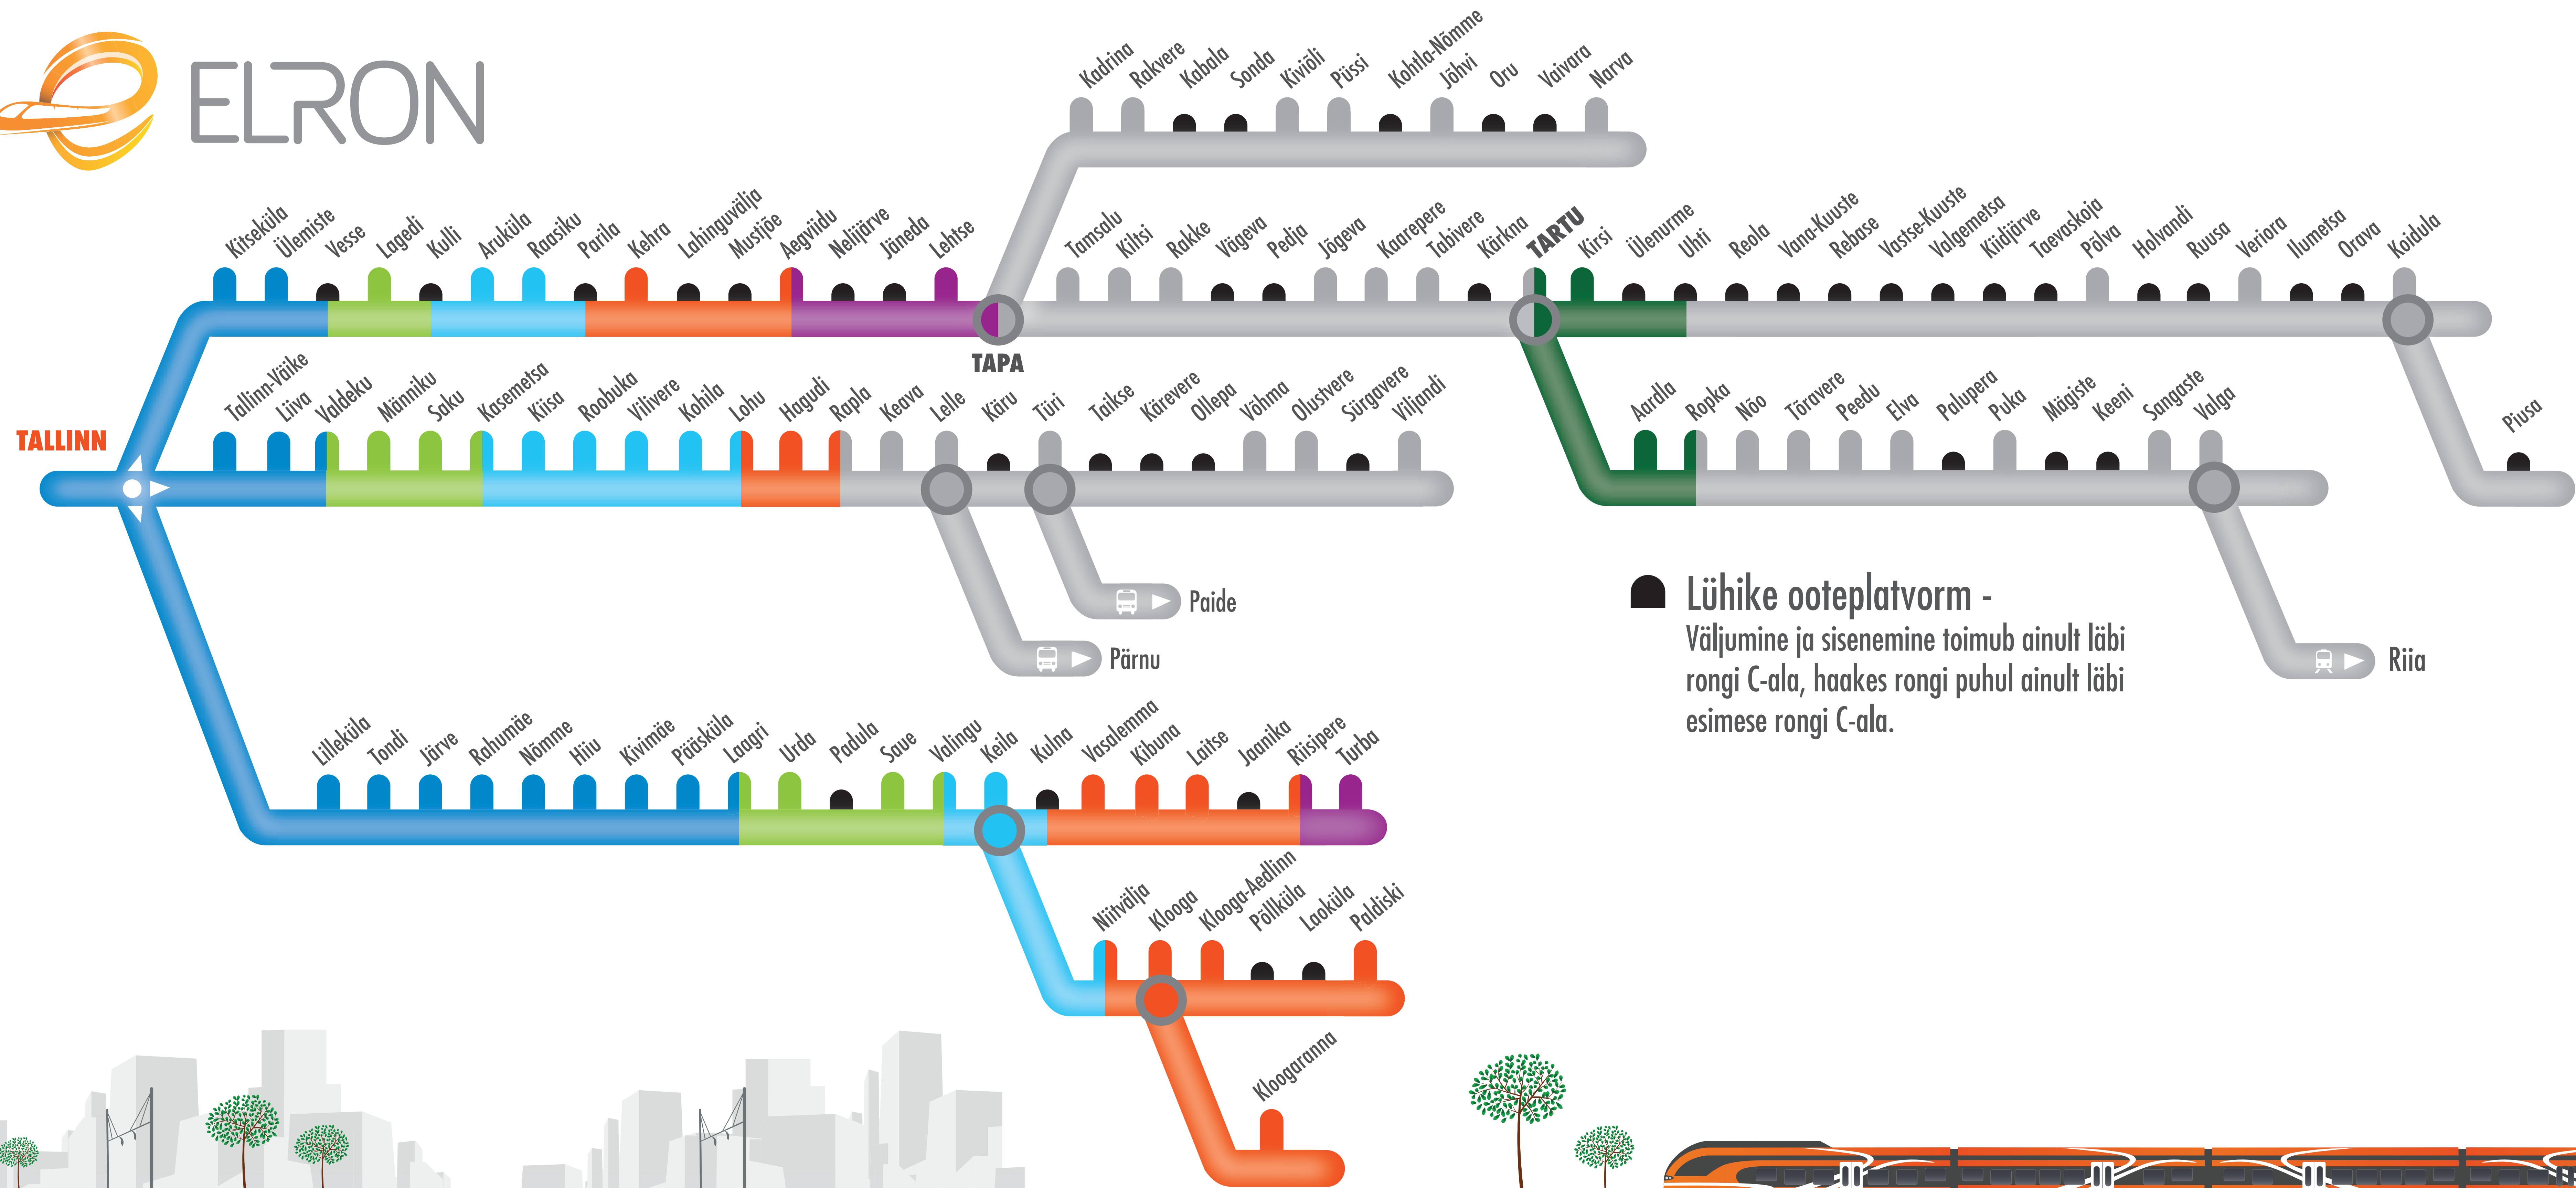 ELRON
Kadrina
Rakvere
Kabala
Sonda
Kiviõli
Püssi
Kohtla-Nõmme
Jõhvi
Oru
Vaivara
Narva
Kitseküla
Ülemiste
Vesse
Lagedi
Kulli
Aruküla
Raasiku
Parila
Kehra
Lahinguvälja
Mustjõe
Aegviidu
Nelijärve
Jäneda
Lehtse
TAPA
Tamsalu
Kiltsi
Rakke
Vägeva
Pedja
Jõgeva
Kaarepere
Tabivere
Kärkna
TARTU
Kirsi
Ülenurme
Uhti
Reola
Vana-Kuuste
Rebase
Vastse-Kuuste
Valgemetsa
Kiidjärve
Taevaskoja
Põlva
Holvandi
Ruusa
Veriora
Ilumetsa
Orava
Koidula
TALLINN
Tallinn-Väike
Liiva
Valdeku
Männiku
Saku
Kasemetsa
Kiisa
Roobuka
Vilivere
Kohila
Lohu
Hagudi
Rapla
Keava
Lelle
Käru
Türi
Taikse
Kärevere
Ollepa
Võhma
Olustvere
Sürgavere
Viljandi
Aardla
Ropka
Nõo
Tõravere
Peedu
Elva
Palupera
Puka
Mägiste
Keeni
Sangaste
Valga
Piusa
Paide
Pärnu
Riia
Lühike ooteplatvorm -
Väljumine ja sisenemine toimub ainult läbi
rongi C-ala, haakes rongi puhul ainult läbi
esimese rongi C-ala.
Lilleküla
Tondi
Järve
Rahumäe
Nõmme
Hiiu
Kivimäe
Pääsküla
Laagri
Urda
Padula
Saue
Valingu
Keila
Kulna
Vasalemma
Kibuna
Laitse
Jaanika
Riisipere
Turba
Niitvälja
Klooga
Klooga-Aedlinn
Põllküla
Laoküla
Paldiski
Kloogaranna